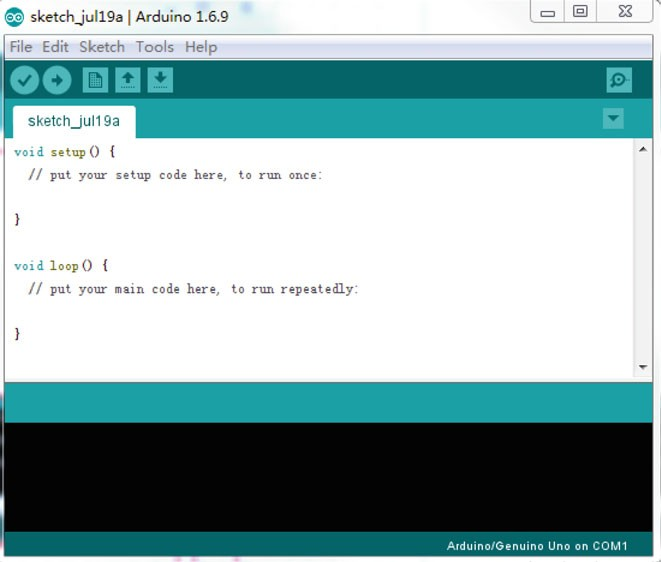 sketch_jul19a | Arduino 1.6.9
File Edit Sketch Tools Help
sketch_jul19a
void setup() {
// put your setup code here, to run once:
}
void loop() {
// put your main code here, to run repeatedly:
}
Arduino/Genuino Uno on COM1